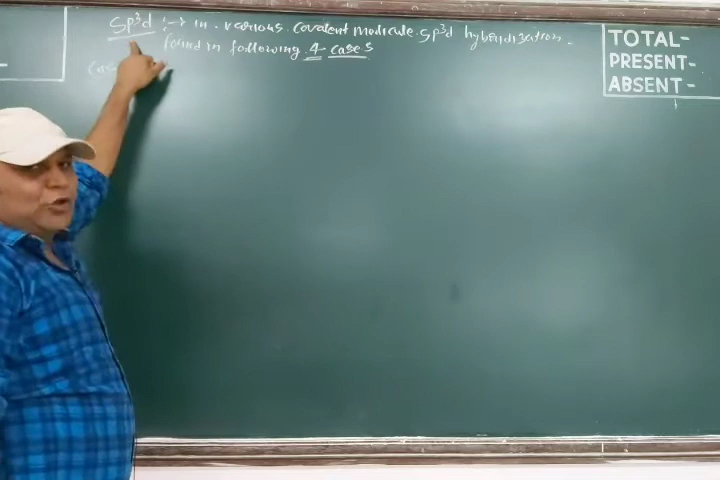 sp³d :→ in various covalent molecule sp³d hybridization
found in following 4 cases
TOTAL-
PRESENT-
ABSENT-